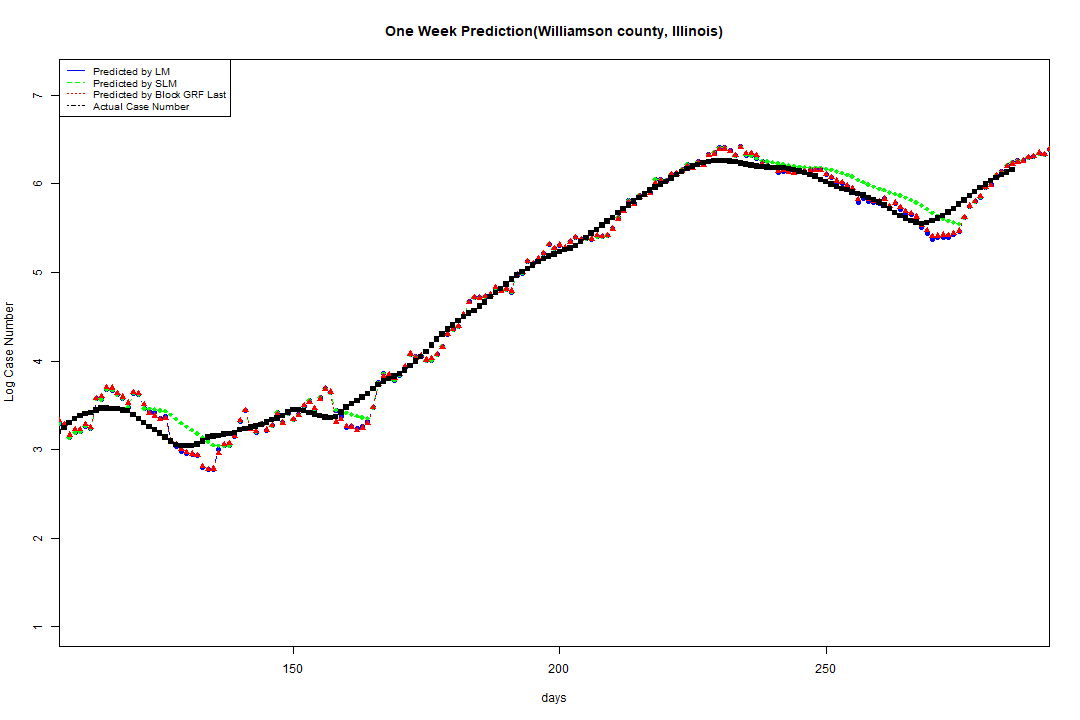 One Week Prediction(Williamson county, Illinois)
Predicted by LM
Predicted by SLM
Predicted by Block GRF Last
Actual Case Number
7
6
5
4
3
2
1
Log Case Number
150 200 250
days